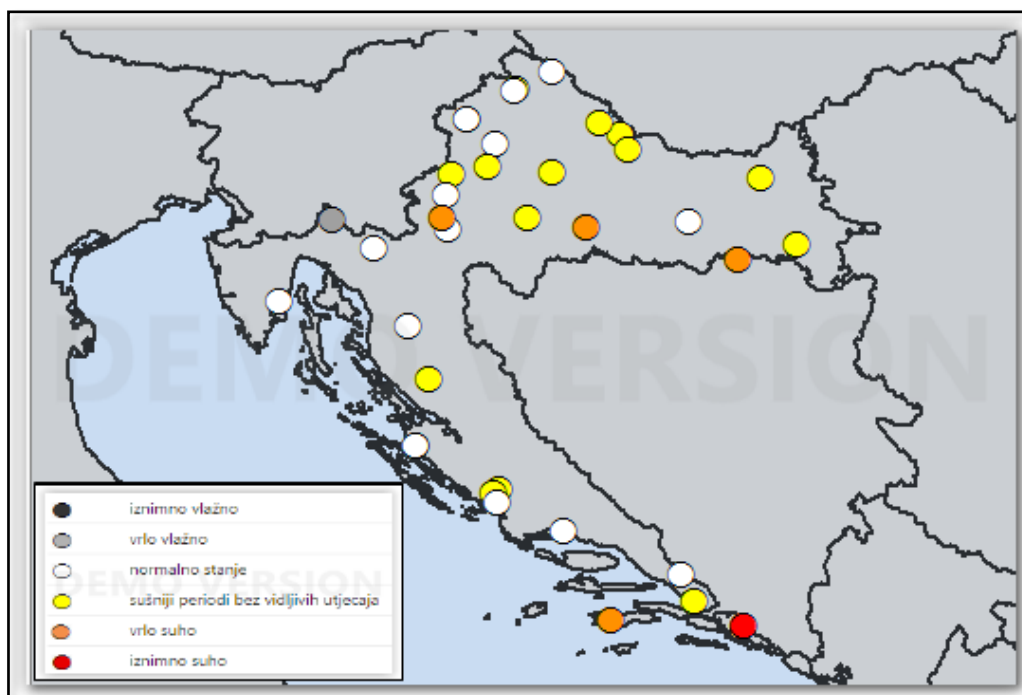 DEMO VERSION
iznimno vlažno
vrlo vlažno
normalno stanje
DEMO VERSION
sušniji periodi bez vidljivih utjecaja
vrlo suho
iznimno suho